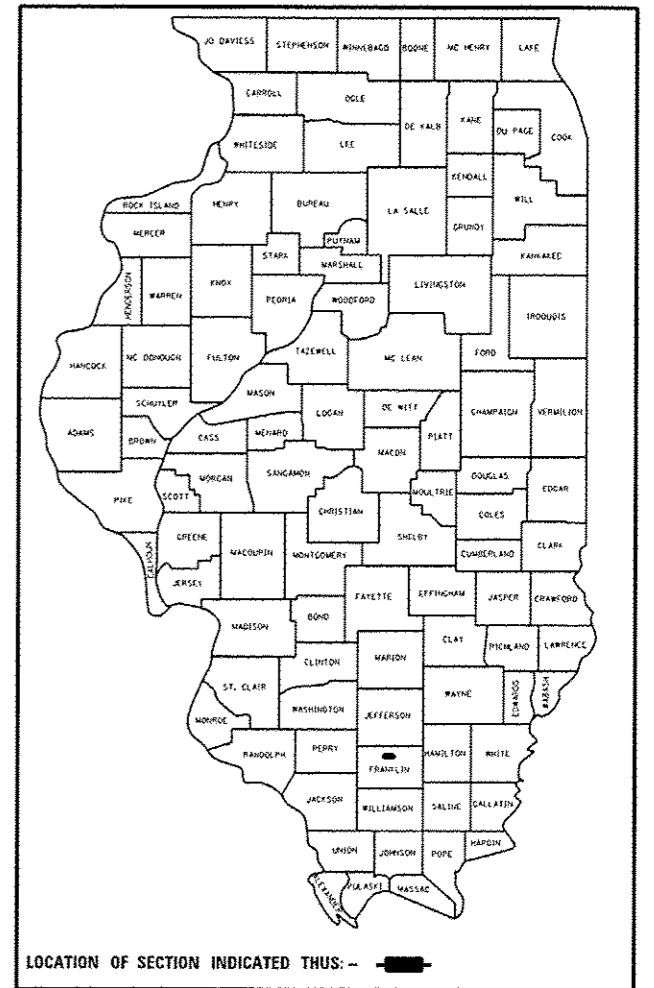 JO DAVIESS STEPHENSON WINNEBAGO BOONE MC HENRY LAKE
CARROLL OGLE DE KALB KANE DU PAGE COOK
WHITESIDE LEE
KENDALL WILL
ROCK ISLAND HENRY BUREAU LA SALLE GRUNDY
MERCER PUTNAM KANKAKEE
HENDERSON WARREN KNOX STARK MARSHALL LIVINGSTON
PEORIA WOODFORD IROQUOIS
HANCOCK MC DONOUGH FULTON TAZEWELL MC LEAN FORD
SCHUYLER MASON
ADAMS BROWN CASS MENARD LOGAN DE WITT PIATT CHAMPAIGN VERMILION
MACON
PIKE SCOTT MORGAN SANGAMON CHRISTIAN MOULTRIE DOUGLAS EDGAR
COLES
CALHOUN GREENE MACOUPIN MONTGOMERY SHELBY CUMBERLAND CLARK
JERSEY FAYETTE EFFINGHAM JASPER CRAWFORD
MADISON BOND
CLAY RICHLAND LAWRENCE
CLINTON MARION
ST. CLAIR WAYNE EDWARDS WABASH
MONROE WASHINGTON JEFFERSON
RANDOLPH PERRY HAMILTON WHITE
FRANKLIN
JACKSON WILLIAMSON SALINE GALLATIN
UNION JOHNSON POPE HARDIN
ALEXANDER PULASKI MASSAC
LOCATION OF SECTION INDICATED THUS: -